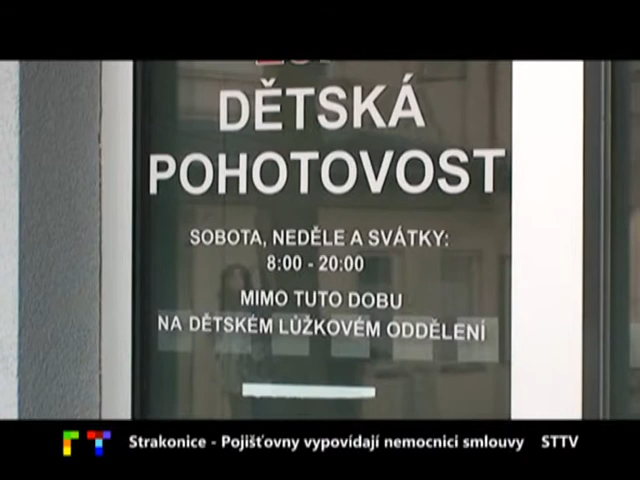 DĚTSKÁ
POHOTOVOST
SOBOTA, NEDĚLE A SVÁTKY:
8:00 - 20:00
MIMO TUTO DOBU
NA DĚTSKÉM LŮŽKOVÉM ODDĚLENÍ
Strakonice - Pojišťovny vypovídají nemocnici smlouvy STTV